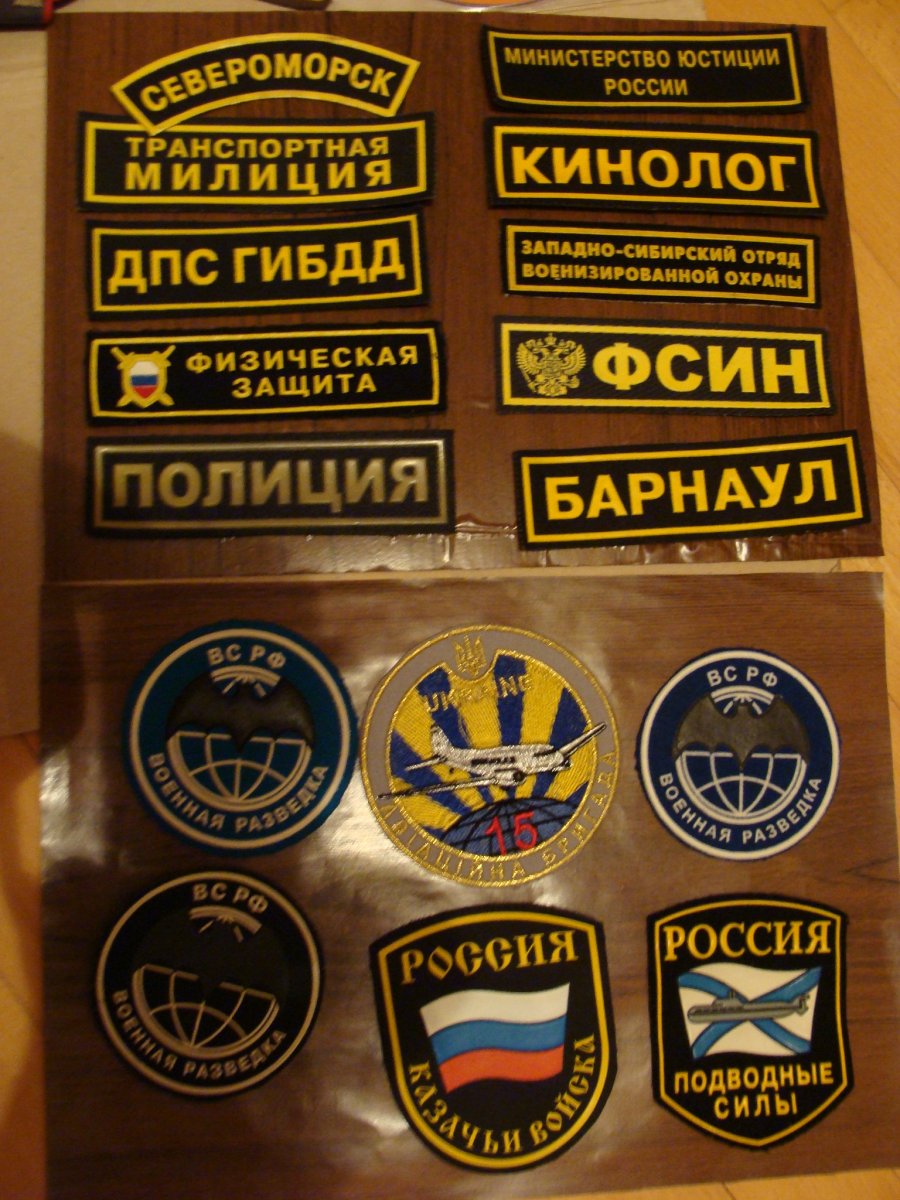 СЕВЕРОМОРСК
ТРАНСПОРТНАЯ
МИЛИЦИЯ
ДПС ГИБДД
ФИЗИЧЕСКАЯ
ЗАЩИТА
ПОЛИЦИЯ
МИНИСТЕРСТВО ЮСТИЦИИ
РОССИИ
КИНОЛОГ
ЗАПАДНО-СИБИРСКИЙ ОТРЯД
ВОЕНИЗИРОВАННОЙ ОХРАНЫ
ФСИН
БАРНАУЛ
ВС РФ
ВОЕННАЯ РАЗВЕДКА
UKRAINE
15
АВІАЦІЙНА БРИГАДА
ВС РФ
ВОЕННАЯ РАЗВЕДКА
ВС РФ
ВОЕННАЯ РАЗВЕДКА
РОССИЯ
КАЗАЧЬИ ВОЙСКА
РОССИЯ
ПОДВОДНЫЕ
СИЛЫ